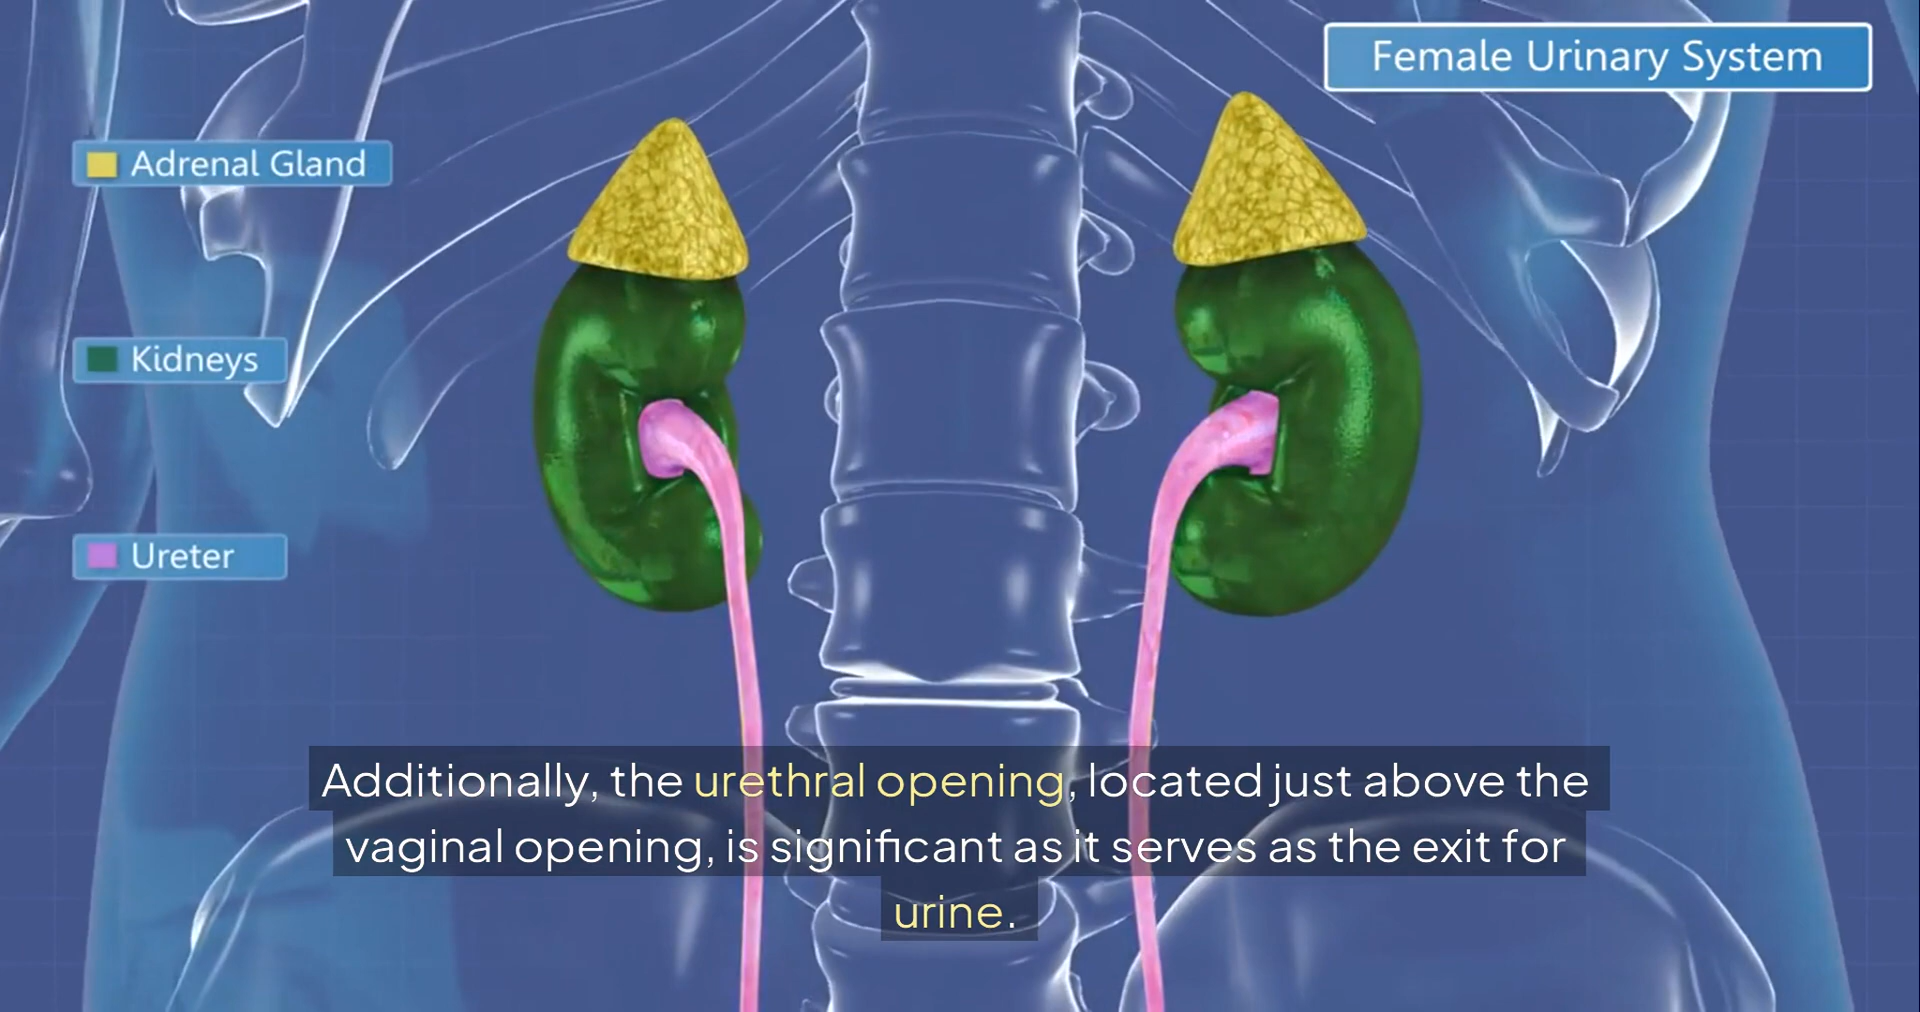 Female Urinary System
Adrenal Gland
Kidneys
Ureter
Additionally, the urethral opening, located just above the
vaginal opening, is significant as it serves as the exit for
urine.